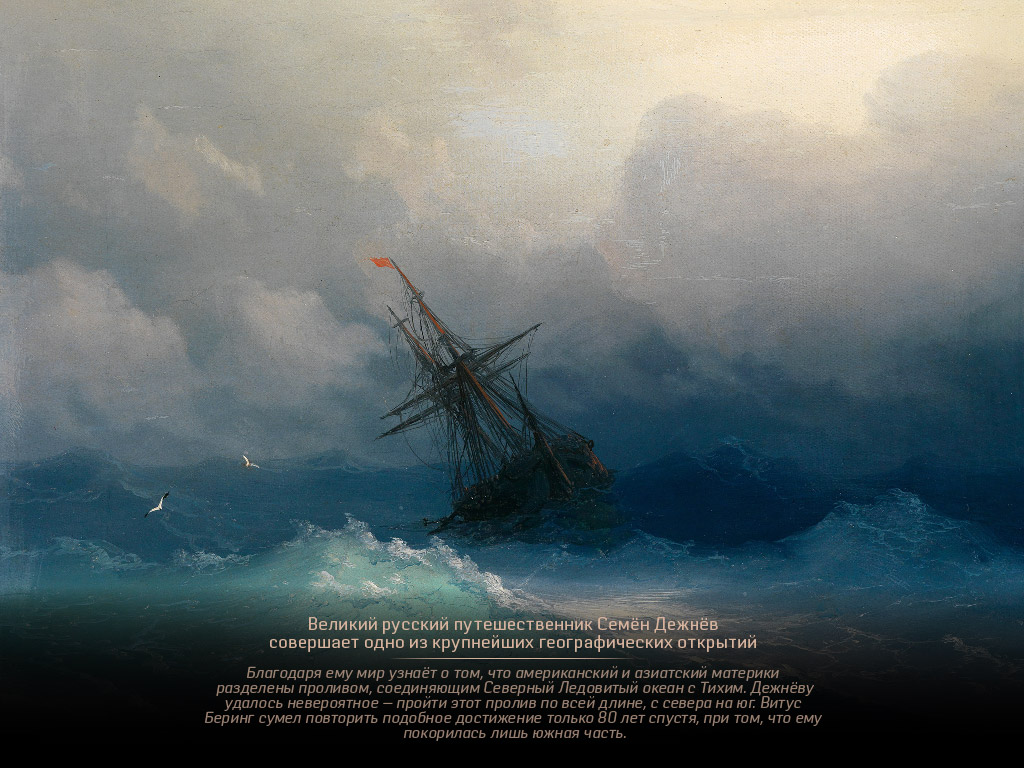 Великий русский путешественник Семён Дежнёв
совершает одно из крупнейших географических открытий
Благодаря ему мир узнаёт о том, что американский и азиатский материки
разделены проливом, соединяющим Северный Ледовитый океан с Тихим. Дежнёву
удалось невероятное – пройти этот пролив по всей длине, с севера на юг. Витус
Беринг сумел повторить подобное достижение только 80 лет спустя, при том, что ему
покорилась лишь южная часть.